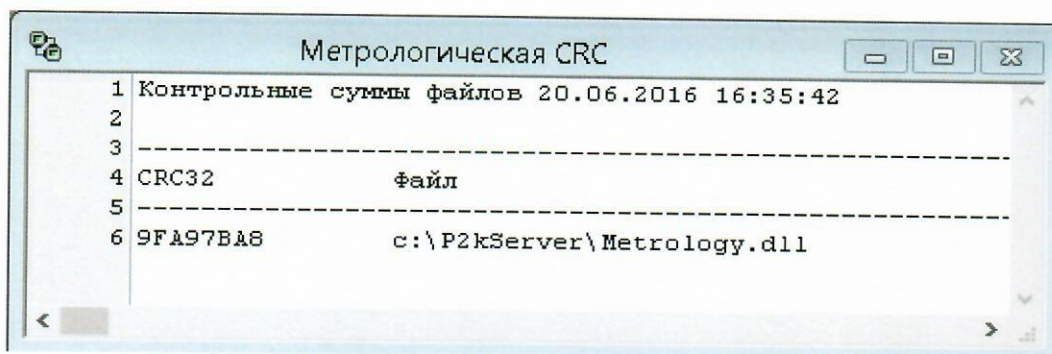 Метрологическая CRC
1 Контрольные суммы файлов 20.06.2016 16:35:42
2
3 ----------------------------------------------------------------
4 CRC32 Файл
5 ----------------------------------------------------------------
6 9FA97BA8 c:\P2kServer\Metrology.dll